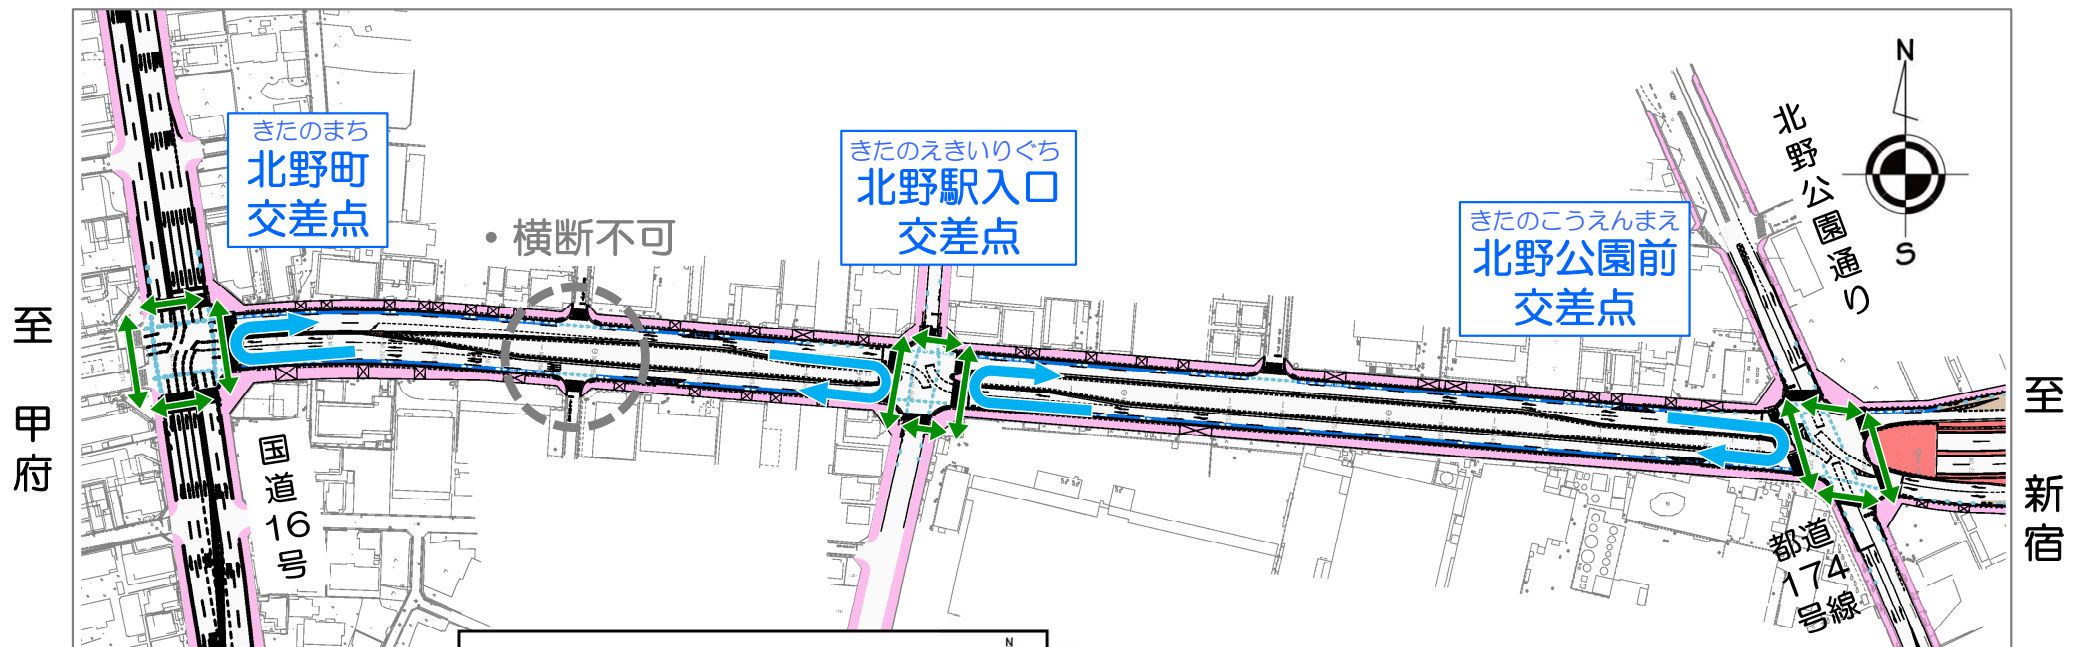 きたのまち
北野町
交差点
・横断不可
きたのえきいりぐち
北野駅入口
交差点
きたのこうえんまえ
北野公園前
交差点
北野公園通り
N
S
至 甲府
国道16号
至 新宿
都道
174
号線
N